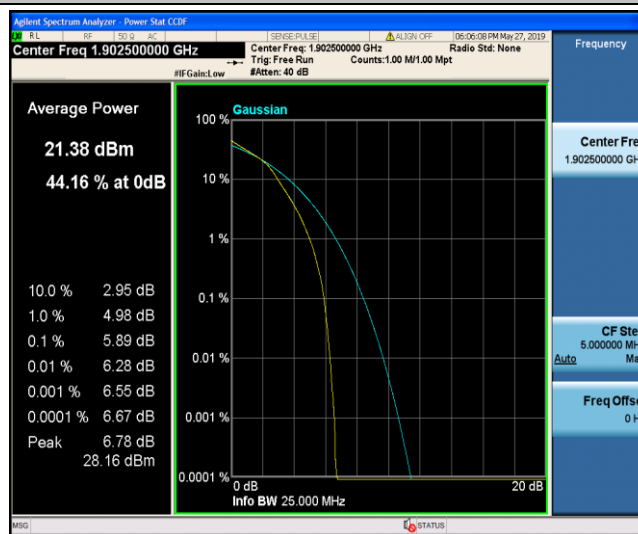 Agilent Spectrum Analyzer - Power Stat CCDF
RL RF 50 Ω AC SENSE:PULSE ALIGN OFF 06:06:08 PM May 27, 2019
Center Freq 1.902500000 GHz
Center Freq: 1.902500000 GHz Radio Std: None
Trig: Free Run Counts:1.00 M/1.00 Mpt
#IFGain:Low #Atten: 40 dB
Frequency
Average Power
21.38 dBm
44.16 % at 0dB
10.0 % 2.95 dB
1.0 % 4.98 dB
0.1 % 5.89 dB
0.01 % 6.28 dB
0.001 % 6.55 dB
0.0001 % 6.67 dB
Peak 6.78 dB
28.16 dBm
Gaussian
100 %
10 %
1 %
0.1 %
0.01 %
0.001 %
0.0001 %
0 dB 20 dB
Info BW 25.000 MHz
Center Fre
1.902500000 GH
CF Ste
5.000000 MH
Auto Ma
Freq Offse
0 H
MSG STATUS